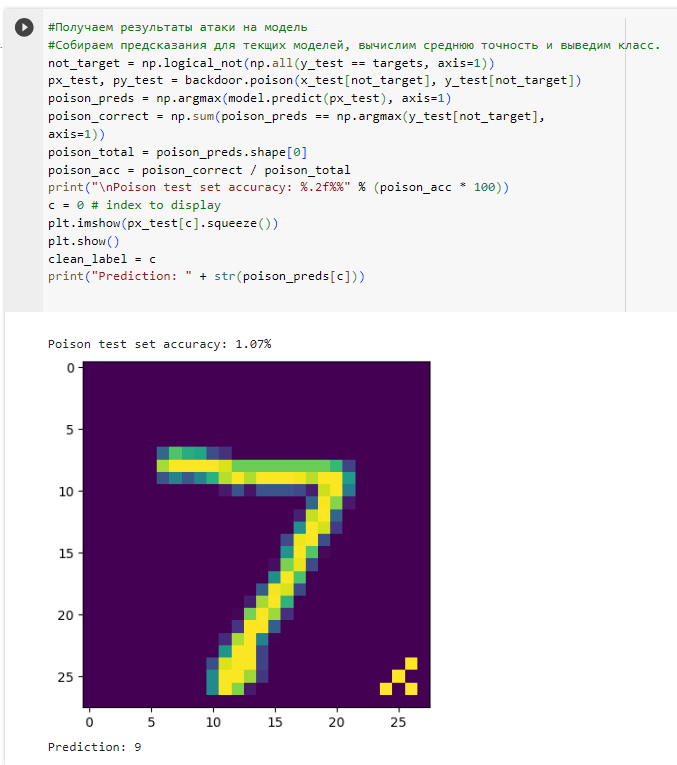 #Получаем результаты атаки на модель
#Собираем предсказания для текщих моделей, вычислим среднюю точность и выведим класс.
not_target = np.logical_not(np.all(y_test == targets, axis=1))
px_test, py_test = backdoor.poison(x_test[not_target], y_test[not_target])
poison_preds = np.argmax(model.predict(px_test), axis=1)
poison_correct = np.sum(poison_preds == np.argmax(y_test[not_target],
axis=1))
poison_total = poison_preds.shape[0]
poison_acc = poison_correct / poison_total
print("\nPoison test set accuracy: %.2f%%" % (poison_acc * 100))
c = 0 # index to display
plt.imshow(px_test[c].squeeze())
plt.show()
clean_label = c
print("Prediction: " + str(poison_preds[c]))
Poison test set accuracy: 1.07%
0
5
10
15
20
25
0 5 10 15 20 25
Prediction: 9